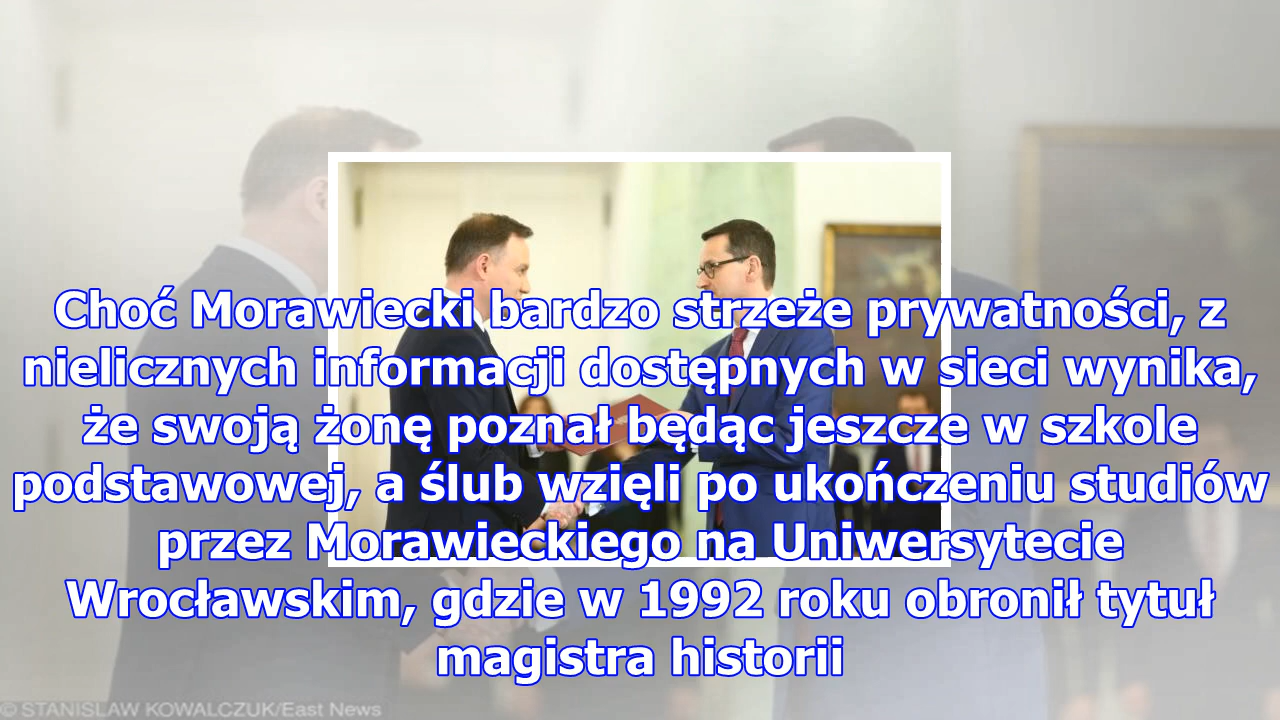 Choć Morawiecki bardzo strzeże prywatności, z
nielicznych informacji dostępnych w sieci wynika,
że swoją żonę poznał będąc jeszcze w szkole
podstawowej, a ślub wzięli po ukończeniu studiów
przez Morawieckiego na Uniwersytecie
Wrocławskim, gdzie w 1992 roku obronił tytuł
magistra historii
© STANISLAW KOWALCZUK/East News